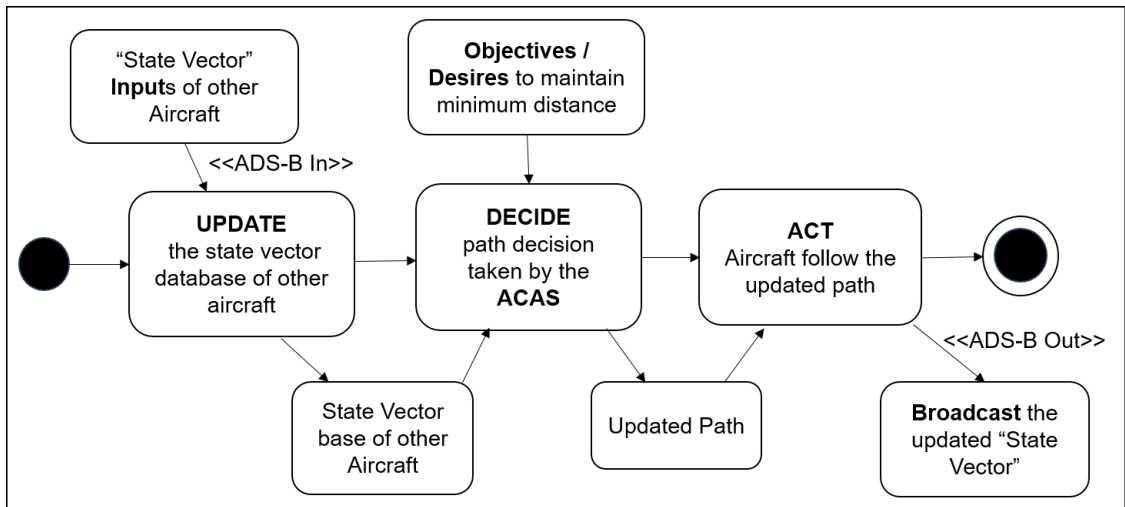 “State Vector”
Inputs of other
Aircraft
Objectives /
Desires to maintain
minimum distance
<<ADS-B In>>
UPDATE
the state vector
database of other
aircraft
DECIDE
path decision
taken by the
ACAS
ACT
Aircraft follow the
updated path
<<ADS-B Out>>
State Vector
base of other
Aircraft
Updated Path
Broadcast the
updated “State
Vector”